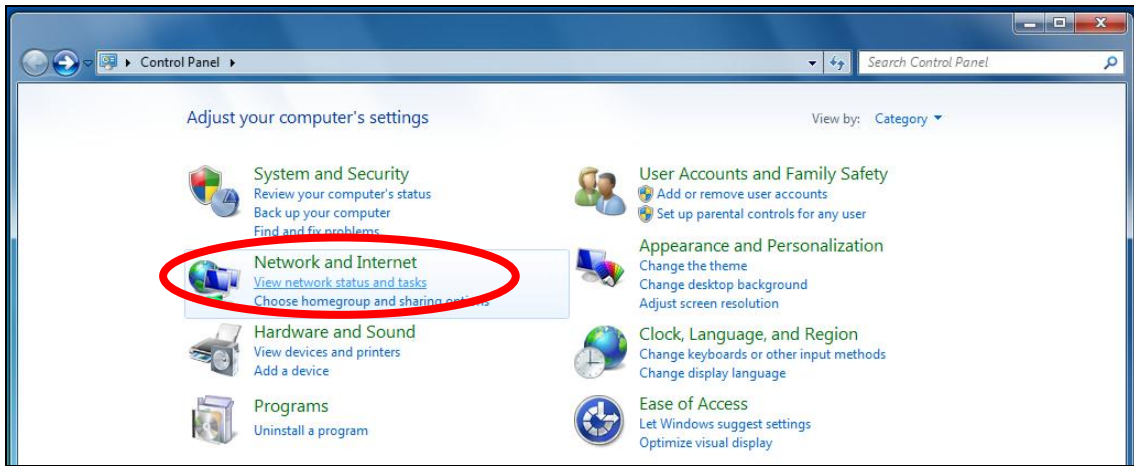 Control Panel
Search Control Panel
Adjust your computer's settings
View by: Category
System and Security
Review your computer's status
Back up your computer
Find and fix problems
Network and Internet
View network status and tasks
Choose homegroup and sharing options
Hardware and Sound
View devices and printers
Add a device
Programs
Uninstall a program
User Accounts and Family Safety
Add or remove user accounts
Set up parental controls for any user
Appearance and Personalization
Change the theme
Change desktop background
Adjust screen resolution
Clock, Language, and Region
Change keyboards or other input methods
Change display language
Ease of Access
Let Windows suggest settings
Optimize visual display